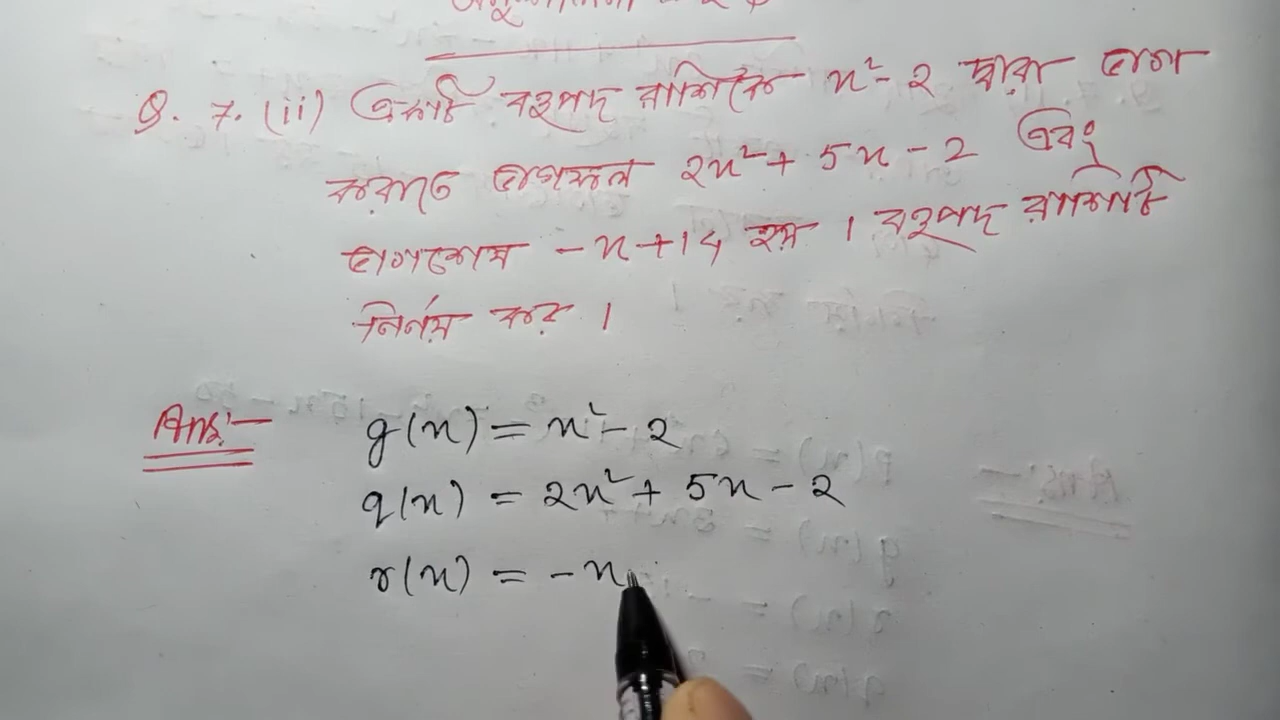 Q. 7. (ii) একটি বহুপদ রাশিকে x²-2 দ্বারা ভাগ
করাতে ভাগফল 2x²+5x-2 এবং
ভাগশেষ -x+14 হয় । বহুপদ রাশিটি
নির্ণয় কর ।
Ans:-
g(x) = x²-2
q(x) = 2x²+5x-2
r(x) = -x